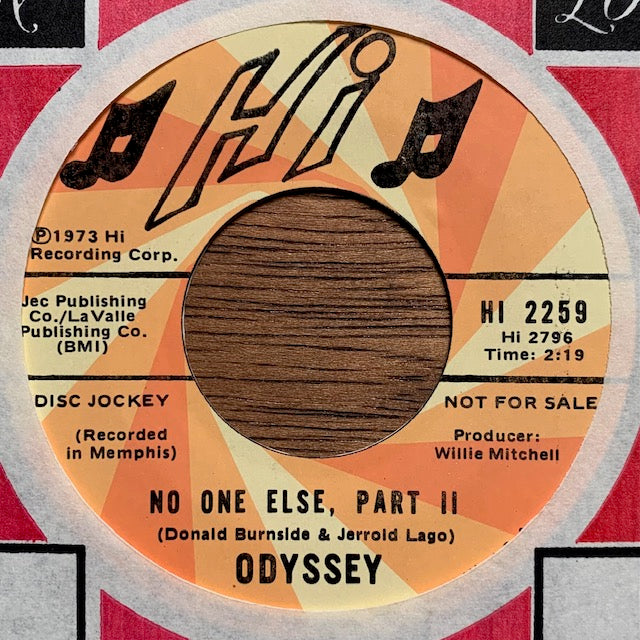 Hi
℗1973 Hi
Recording Corp.
Jec Publishing
Co./LaValle
Publishing Co.
(BMI)
HI 2259
Hi 2796
Time: 2:19
DISC JOCKEY
NOT FOR SALE
(Recorded
in Memphis)
Producer:
Willie Mitchell
NO ONE ELSE, PART II
(Donald Burnside & Jerrold Lago)
ODYSSEY